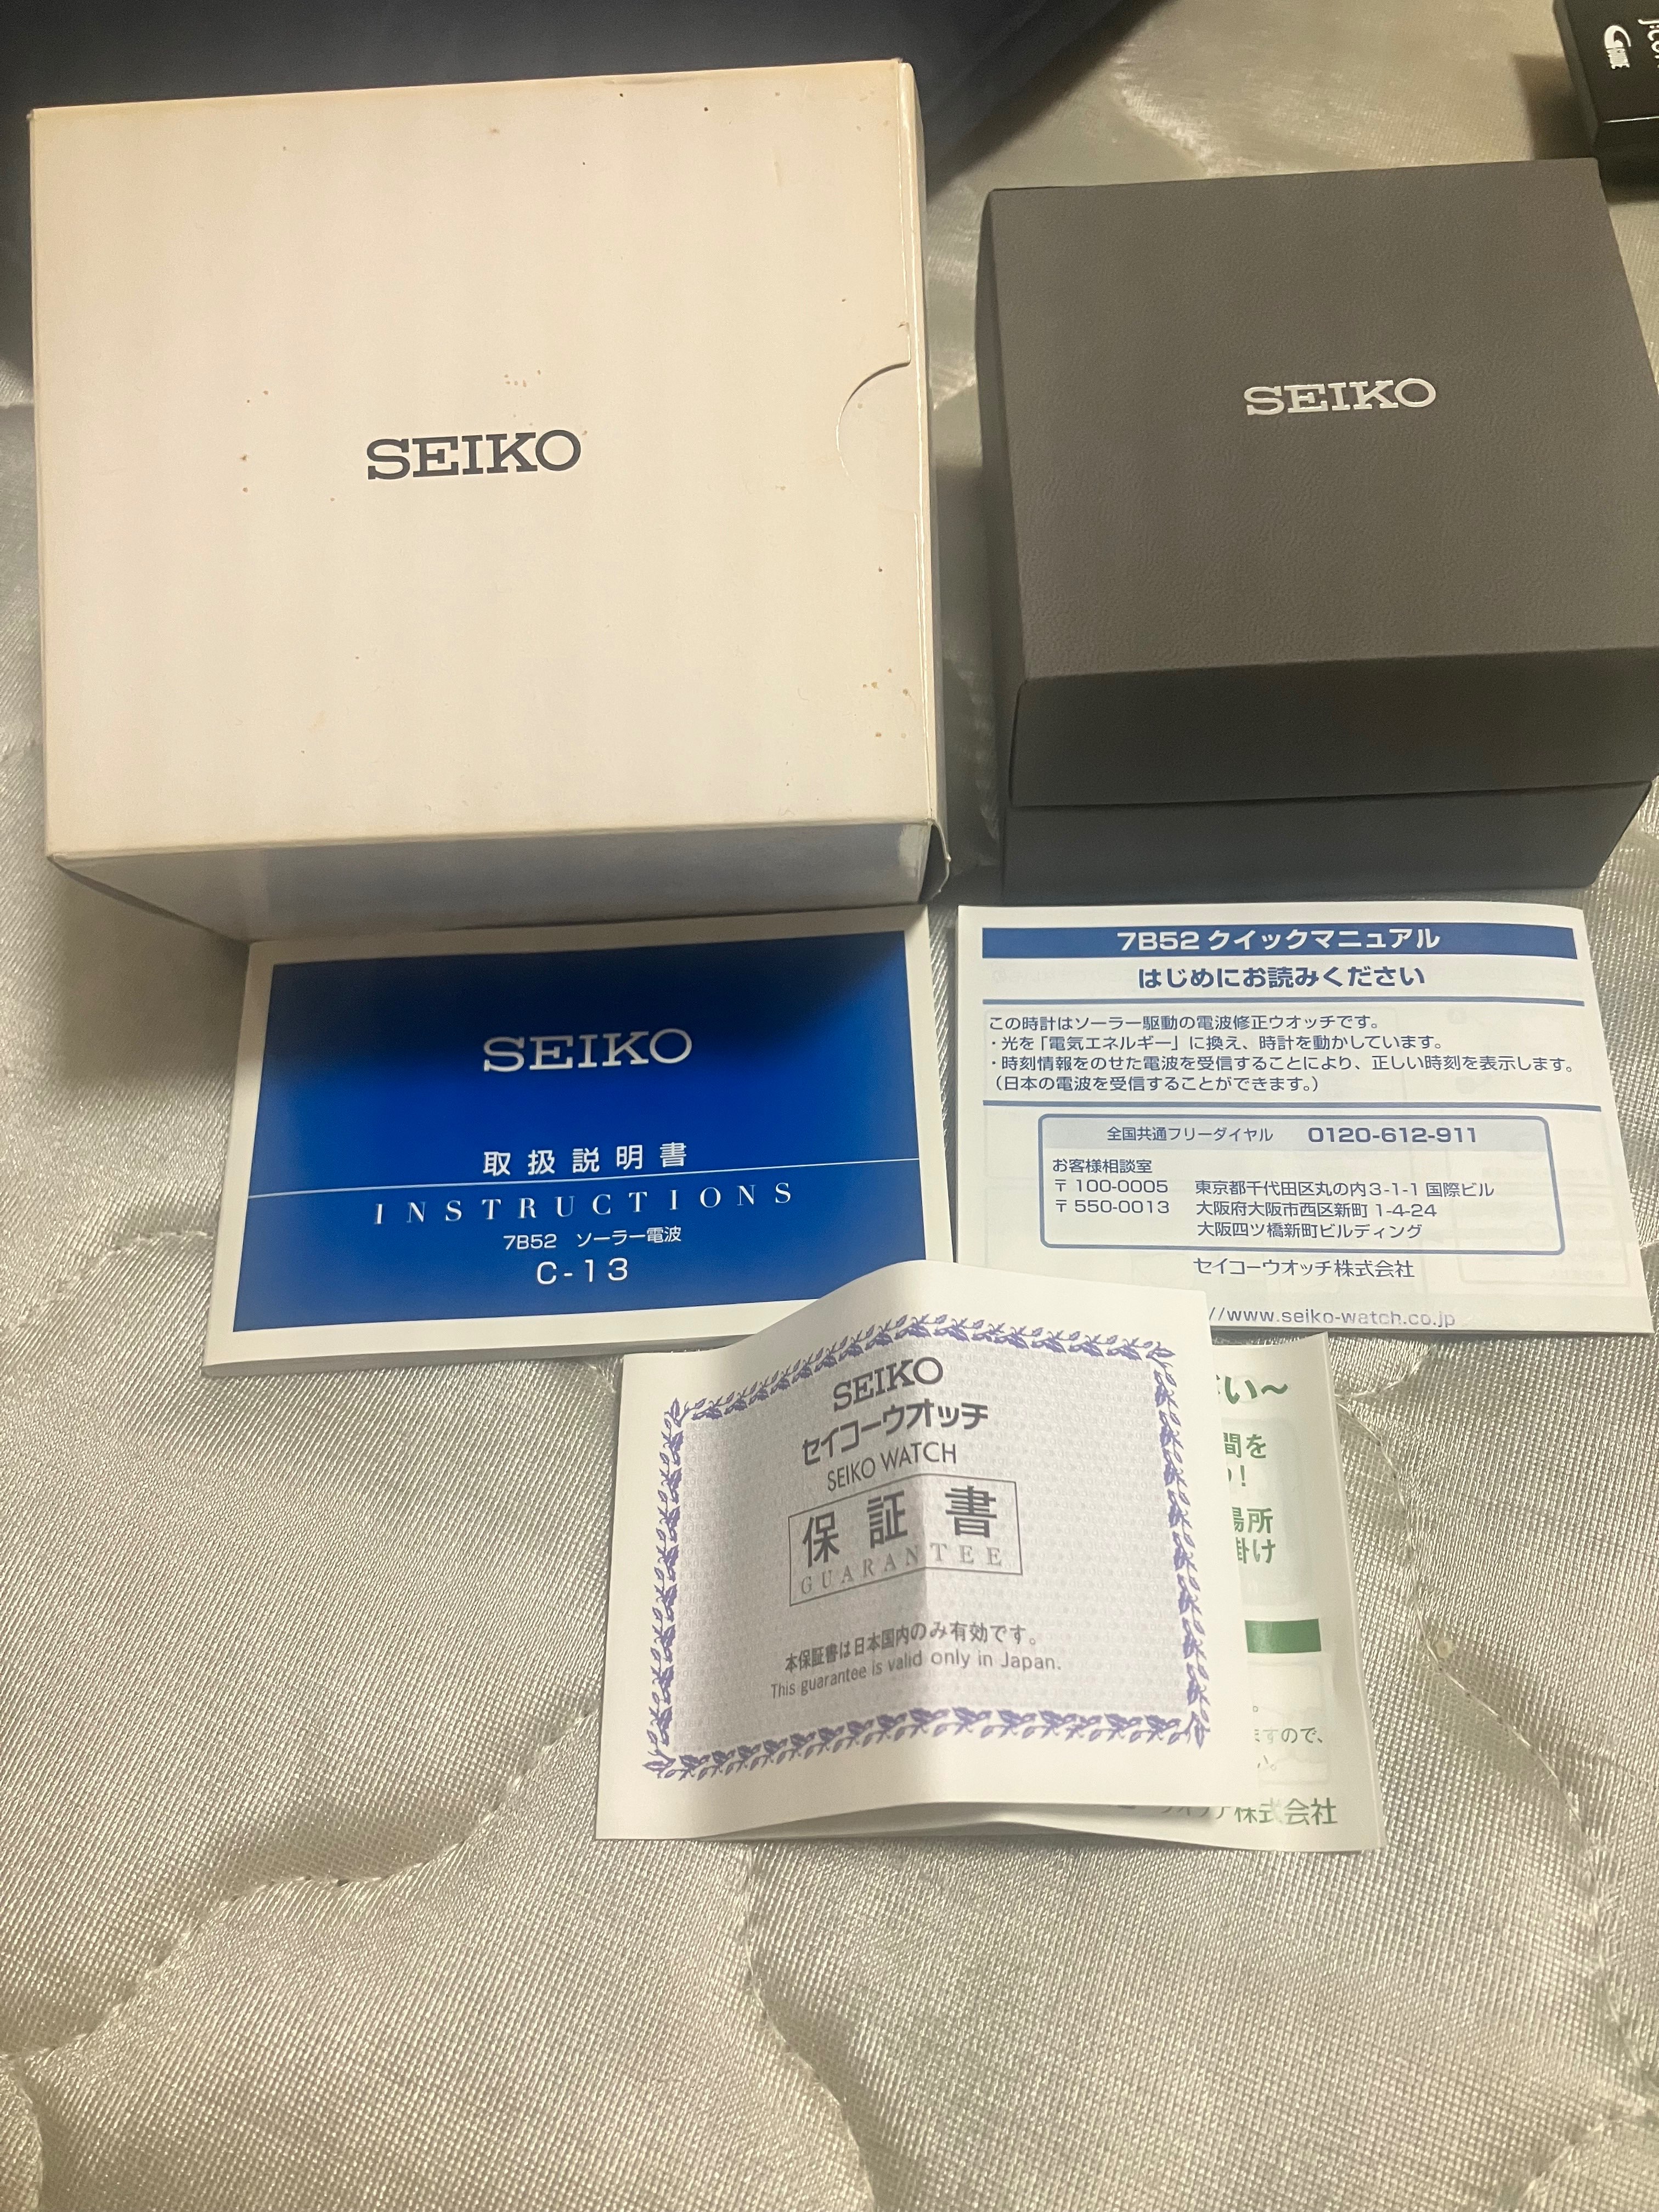 SEIKO
SEIKO
SEIKO
取扱説明書
INSTRUCTIONS
7B52 ソーラー電波
C-13
7B52 クイックマニュアル
はじめにお読みください
この時計はソーラー駆動の電波修正ウオッチです。
・光を「電気エネルギー」に換え、時計を動かしています。
・時刻情報をのせた電波を受信することにより、正しい時刻を表示します。
（日本の電波を受信することができます。）
全国共通フリーダイヤル 0120-612-911
お客様相談室
〒100-0005 東京都千代田区丸の内3-1-1 国際ビル
〒550-0013 大阪府大阪市西区新町1-4-24
大阪四ツ橋新町ビルディング
セイコーウオッチ株式会社
//www.seiko-watch.co.jp
SEIKO
セイコーウオッチ
SEIKO WATCH
保証書
GUARANTEE
本保証書は日本国内のみ有効です。
This guarantee is valid only in Japan.
い〜
間を
!
場所
掛け
ますので、
株式会社